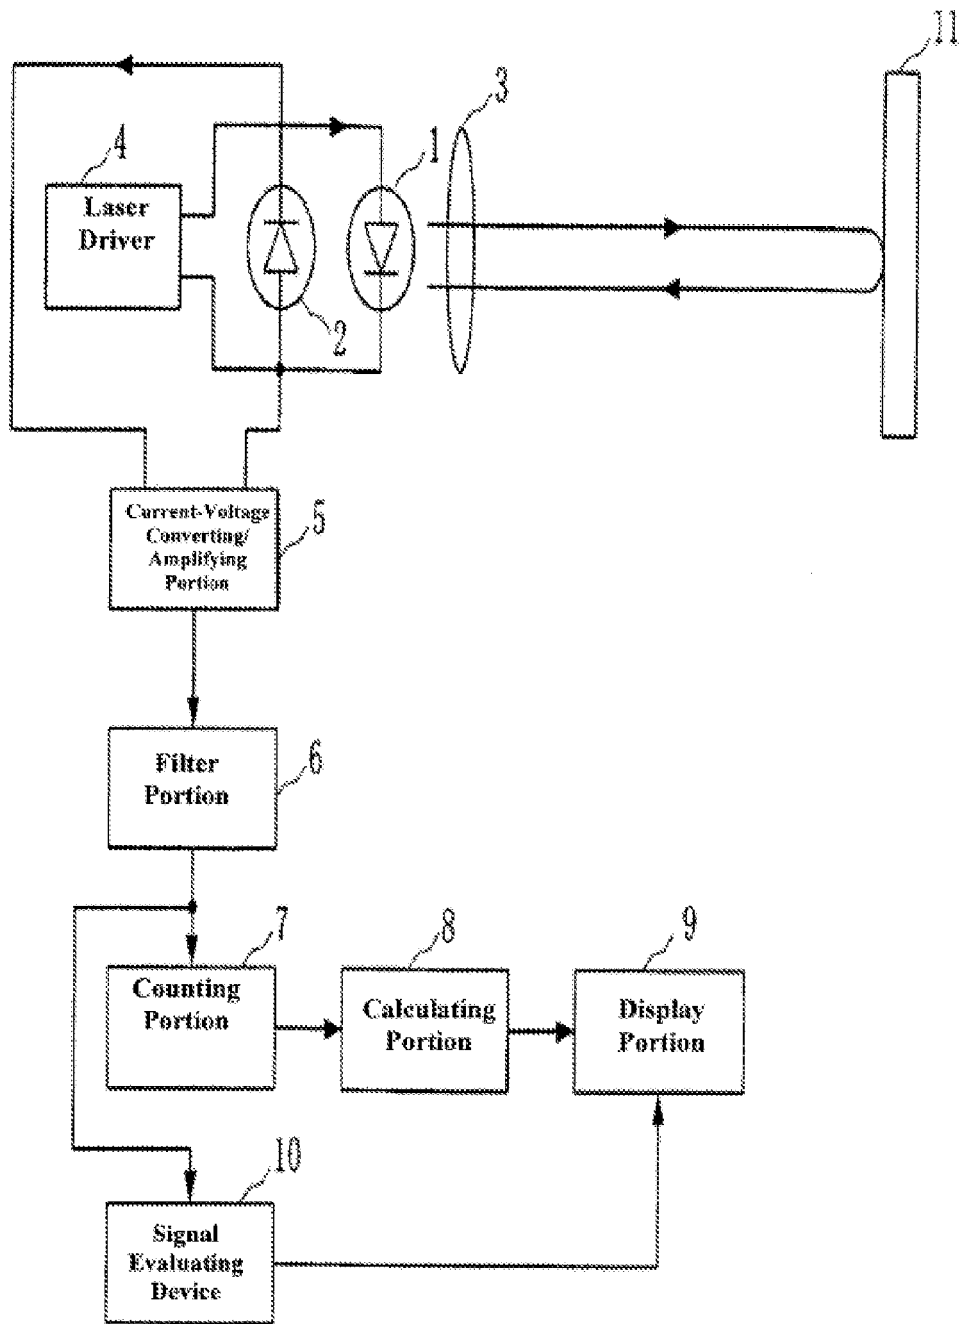 11
3
4
1
Laser
Driver
2
Current-Voltage
Converting/
Amplifying
Portion
5
Filter
Portion
6
7
8
9
Counting
Portion
Calculating
Portion
Display
Portion
10
Signal
Evaluating
Device